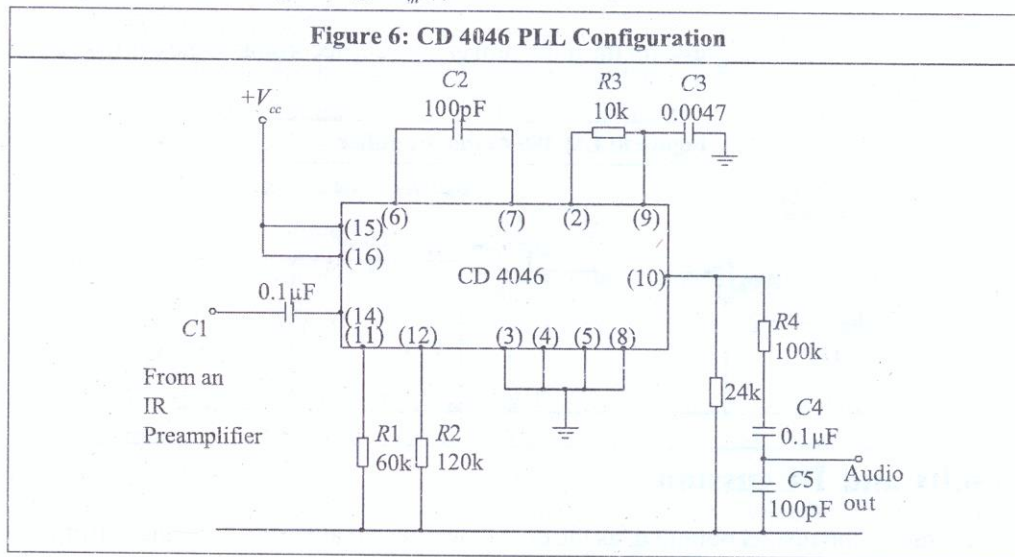 Figure 6: CD 4046 PLL Configuration
C2
100pF
R3
10k
C3
0.0047
+Vcc
(6)
(7)
(2)
(9)
(15)
(16)
CD 4046
(10)
0.1µF
C1
(14)
(11)
(12)
(3)
(4)
(5)
(8)
R4
100k
From an
IR
Preamplifier
24k
C4
0.1µF
R1
60k
R2
120k
C5
100pF
Audio
out